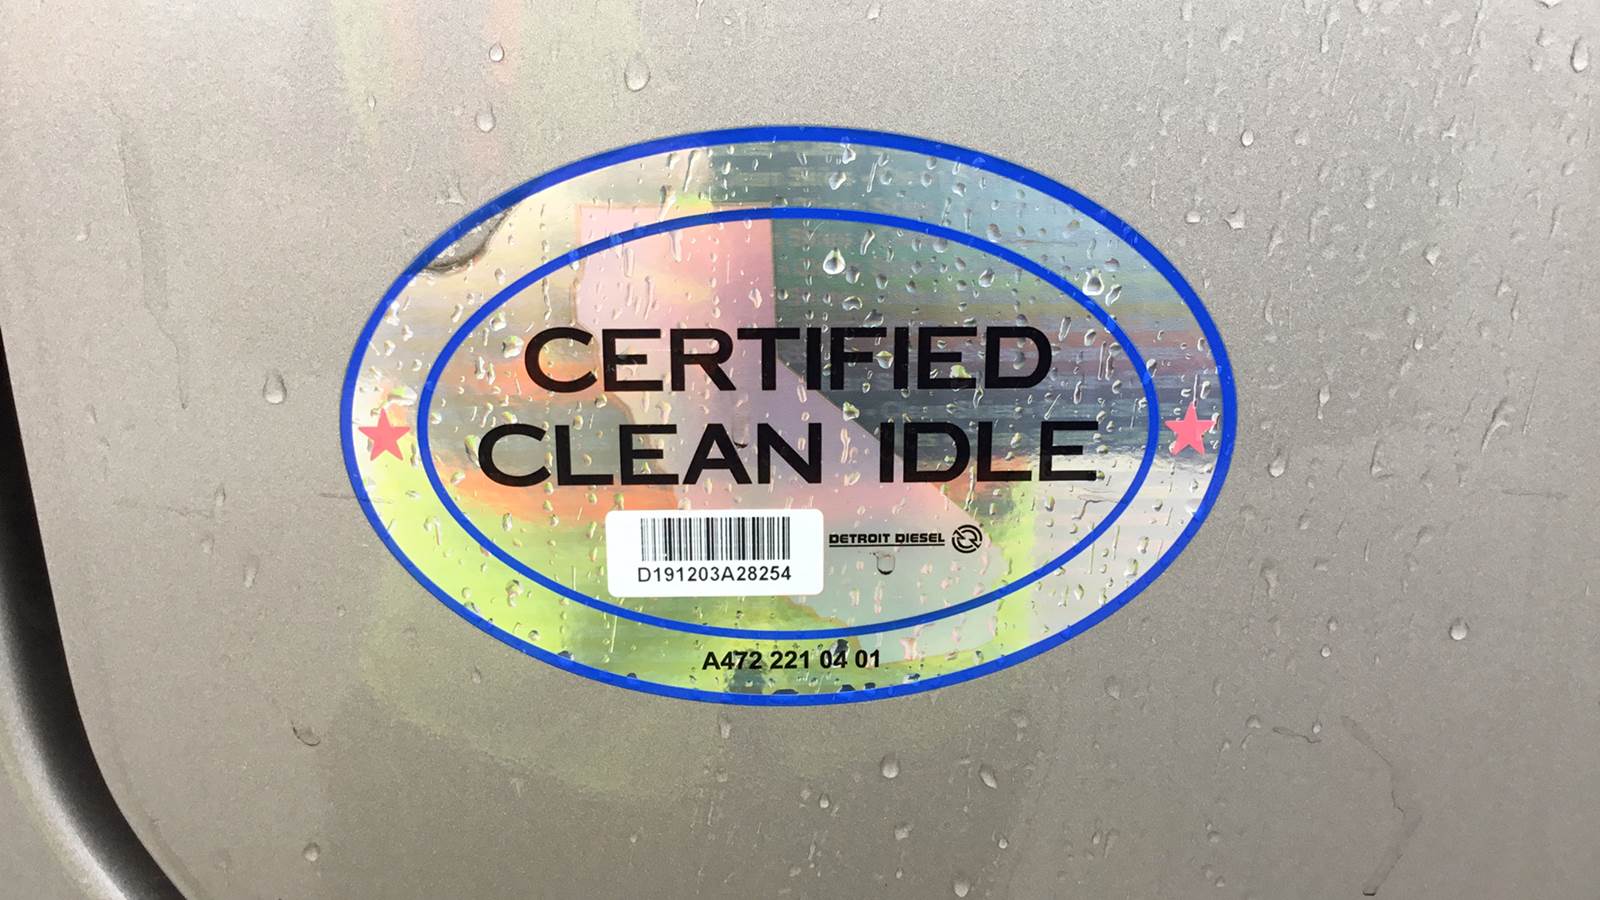 CERTIFIED
CLEAN IDLE
DETROIT DIESEL
D191203A28254
A472 221 04 01